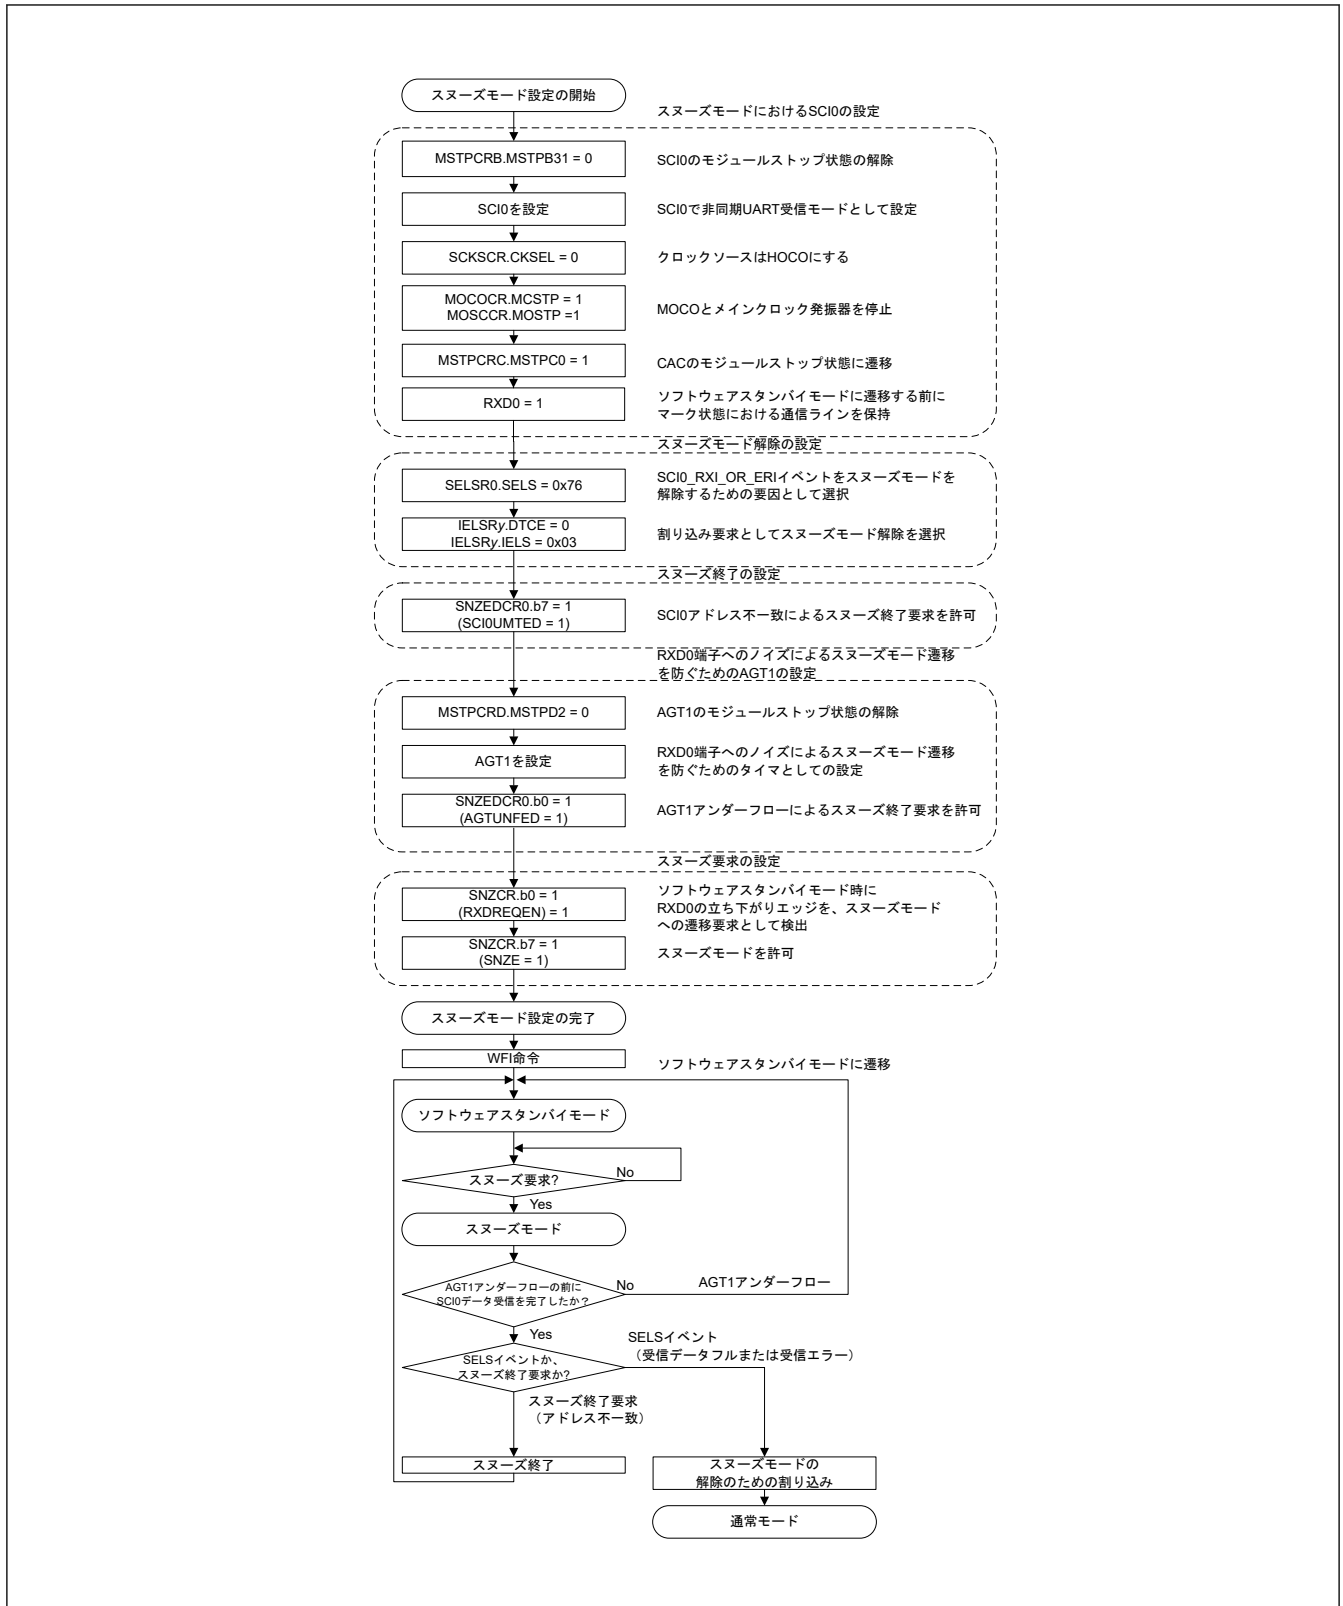 スヌーズモード設定の開始
スヌーズモードにおけるSCI0の設定
MSTPCRB.MSTPB31 = 0
SCI0のモジュールストップ状態の解除
SCI0を設定
SCI0で非同期UART受信モードとして設定
SCKSCR.CKSEL = 0
クロックソースはHOCOにする
MOCOCR.MCSTP = 1
MOSCCR.MOSTP =1
MOCOとメインクロック発振器を停止
MSTPCRC.MSTPC0 = 1
CACのモジュールストップ状態に遷移
RXD0 = 1
ソフトウェアスタンバイモードに遷移する前に
マーク状態における通信ラインを保持
スヌーズモード解除の設定
SELSR0.SELS = 0x76
SCI0_RXI_OR_ERIイベントをスヌーズモードを
解除するための要因として選択
IELSRy.DTCE = 0
IELSRy.IELS = 0x03
割り込み要求としてスヌーズモード解除を選択
スヌーズ終了の設定
SNZEDCR0.b7 = 1
(SCI0UMTED = 1)
SCI0アドレス不一致によるスヌーズ終了要求を許可
RXD0端子へのノイズによるスヌーズモード遷移
を防ぐためのAGT1の設定
MSTPCRD.MSTPD2 = 0
AGT1のモジュールストップ状態の解除
AGT1を設定
RXD0端子へのノイズによるスヌーズモード遷移
を防ぐためのタイマとしての設定
SNZEDCR0.b0 = 1
(AGTUNFED = 1)
AGT1アンダーフローによるスヌーズ終了要求を許可
スヌーズ要求の設定
SNZCR.b0 = 1
(RXDREQEN) = 1
ソフトウェアスタンバイモード時に
RXD0の立ち下がりエッジを、スヌーズモード
への遷移要求として検出
SNZCR.b7 = 1
(SNZE = 1)
スヌーズモードを許可
スヌーズモード設定の完了
WFI命令
ソフトウェアスタンバイモードに遷移
ソフトウェアスタンバイモード
スヌーズ要求?
No
Yes
スヌーズモード
AGT1アンダーフローの前に
SCI0データ受信を完了したか？
No
AGT1アンダーフロー
Yes
SELSイベント
（受信データフルまたは受信エラー）
SELSイベントか、
スヌーズ終了要求か?
スヌーズ終了要求
（アドレス不一致）
スヌーズ終了
スヌーズモードの
解除のための割り込み
通常モード